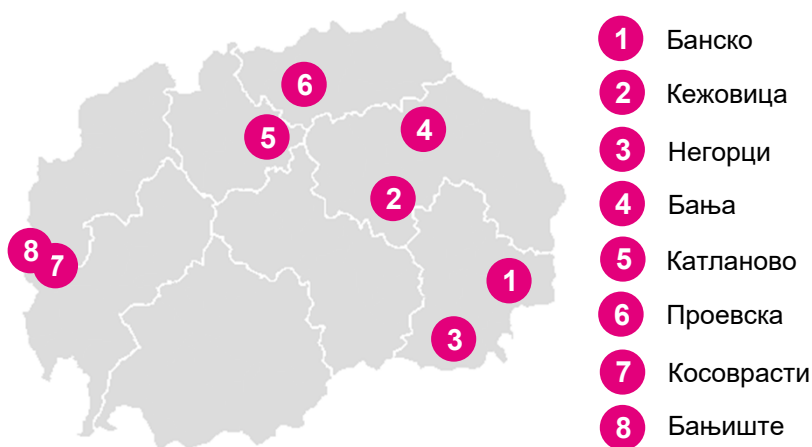 6
5
4
2
8
7
1
3
1 Банско
2 Кежовица
3 Негорци
4 Бања
5 Катланово
6 Проевска
7 Косоврасти
8 Бањиште